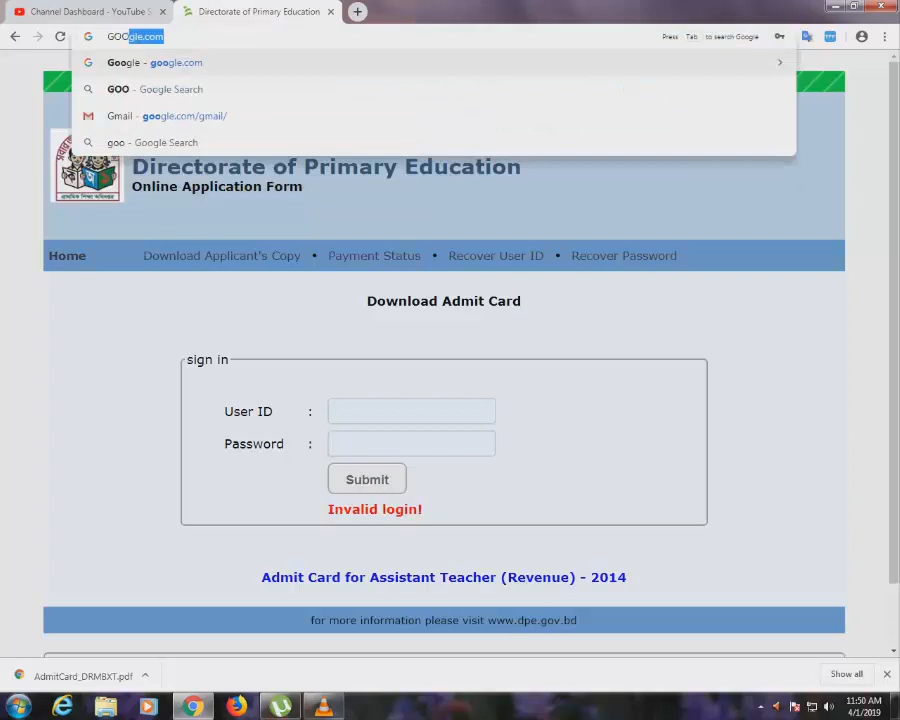 Channel Dashboard - YouTube S
Directorate of Primary Education
GOOgle.com
Press Tab to search Google
Google - google.com
GOO - Google Search
Gmail - google.com/gmail/
goo - Google Search
Directorate of Primary Education
Online Application Form
Home Download Applicant's Copy • Payment Status • Recover User ID • Recover Password
Download Admit Card
sign in
User ID :
Password :
Submit
Invalid login!
Admit Card for Assistant Teacher (Revenue) - 2014
for more information please visit www.dpe.gov.bd
AdmitCard_DRMBXT.pdf
Show all
11:50 AM
4/1/2019